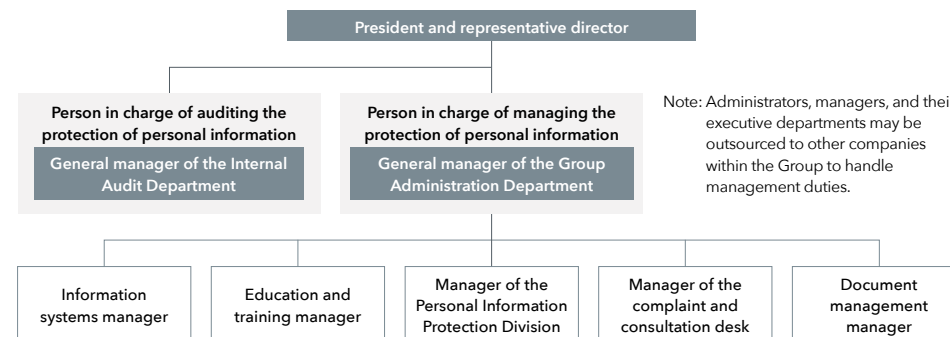 President and representative director
Person in charge of auditing the
protection of personal information
General manager of the Internal
Audit Department
Person in charge of managing the
protection of personal information
General manager of the Group
Administration Department
Note: Administrators, managers, and thei
executive departments may be
outsourced to other companies
within the Group to handle
management duties.
Information
systems manager
Education and
training manager
Manager of the
Personal Information
Protection Division
Manager of the
complaint and
consultation desk
Document
management
manager